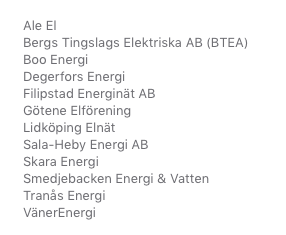 Ale El
Bergs Tingslags Elektriska AB (BTEA)
Boo Energi
Degerfors Energi
Filipstad Energinät AB
Götene Elförening
Lidköping Elnät
Sala-Heby Energi AB
Skara Energi
Smedjebacken Energi & Vatten
Tranås Energi
VänerEnergi